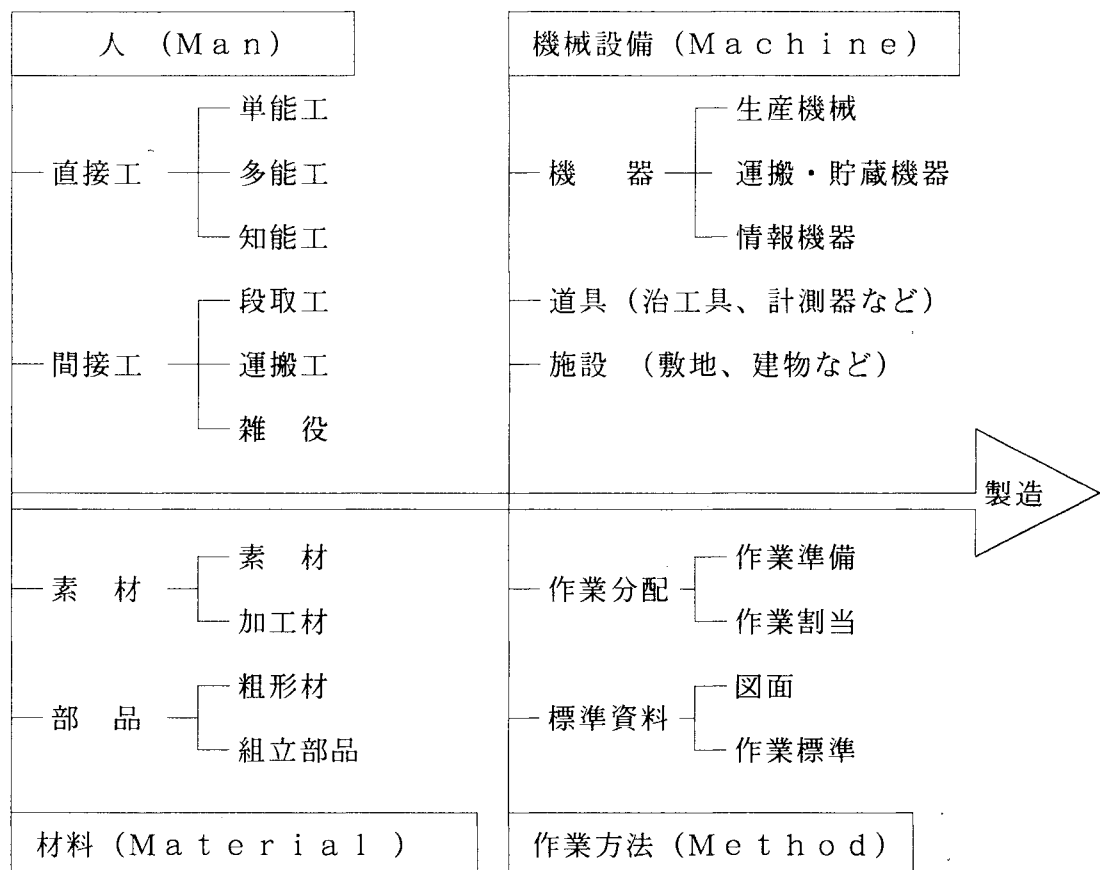 人 (Man)
機械設備 (Machine)
単能工
直接工
多能工
知能工
生産機械
機 器
運搬・貯蔵機器
情報機器
段取工
間接工
運搬工
雑 役
道具 (治工具、計測器など)
施設 (敷地、建物など)
製造
素 材
素 材
加工材
作業準備
作業分配
作業割当
粗形材
部 品
組立部品
図面
標準資料
作業標準
材料 (Material)
作業方法 (Method)